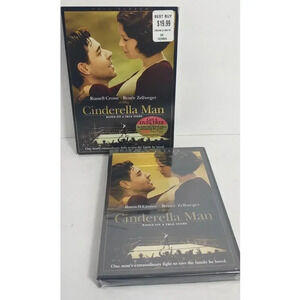 BEST BUY
$19.99
Russell Crowe Renée Zellweger
Cinderella Man
BASED ON A TRUE STORY
One man's extraordinary fight to save the family he loved.
Russell Crowe Renée Zellweger
Cinderella Man
BASED ON A TRUE STORY
One man's extraordinary fight to save the family he loved.